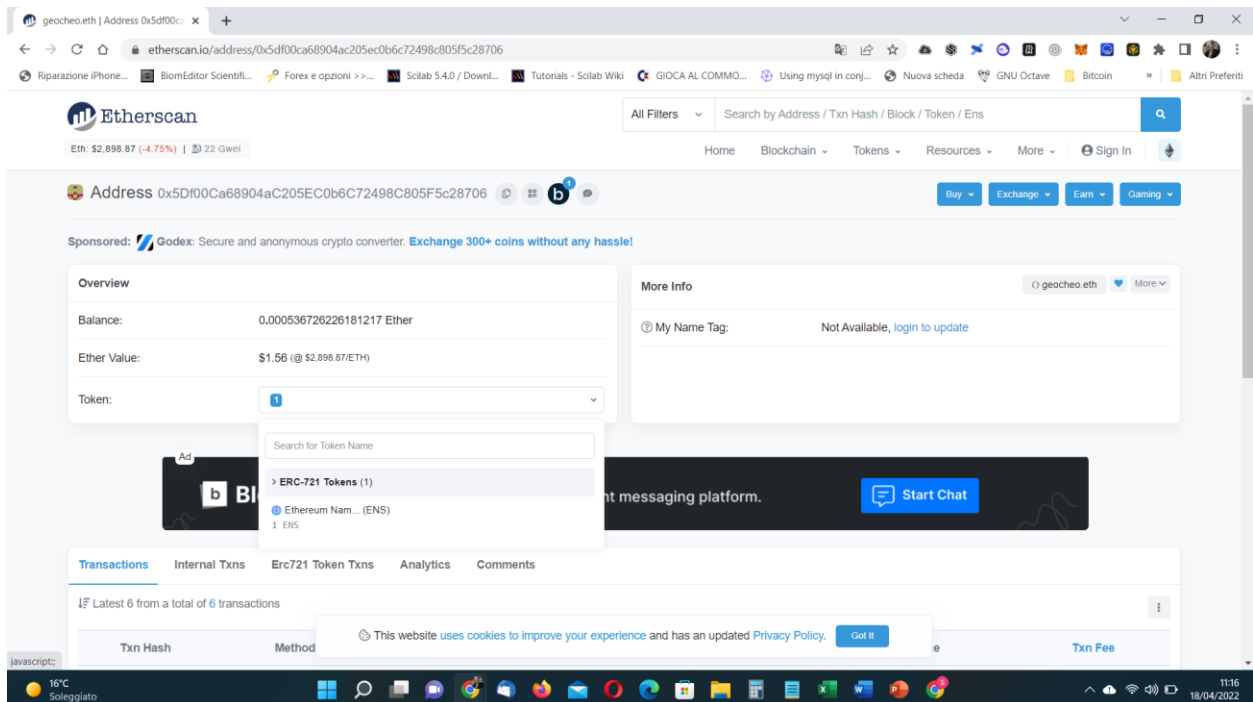 geocheo.eth | Address 0x5df00ca
etherscan.io/address/0x5df00ca68904ac205ec0b6c72498c805f5c28706
Riparazione iPhone... BiomEditor Scientifi... Forex e opzioni >>... Scilab 5.4.0 / Downl... Tutorials - Scilab Wiki GIOCA AL COMMO... Using mysql in conj... Nuova scheda GNU Octave Bitcoin » Altri Preferiti
Etherscan
All Filters Search by Address / Txn Hash / Block / Token / Ens
Eth: $2,898.87 (-4.75%) | 22 Gwei
Home Blockchain Tokens Resources More Sign In
Address 0x5Df00Ca68904aC205EC0b6C72498C805F5c28706 1
Buy Exchange Earn Gaming
Sponsored: Godex: Secure and anonymous crypto converter. Exchange 300+ coins without any hassle!
Overview
Balance: 0.000536726226181217 Ether
Ether Value: $1.56 (@ $2,898.87/ETH)
Token: 1
More Info geocheo.eth More
My Name Tag: Not Available, login to update
Search for Token Name
> ERC-721 Tokens (1)
Ethereum Nam... (ENS)
1 ENS
Ad
b Bl
nt messaging platform. Start Chat
Transactions Internal Txns Erc721 Token Txns Analytics Comments
Latest 6 from a total of 6 transactions
This website uses cookies to improve your experience and has an updated Privacy Policy. Got It
Txn Hash Method e Txn Fee
javascript:;
16°C
Soleggiato
11:16
18/04/2022